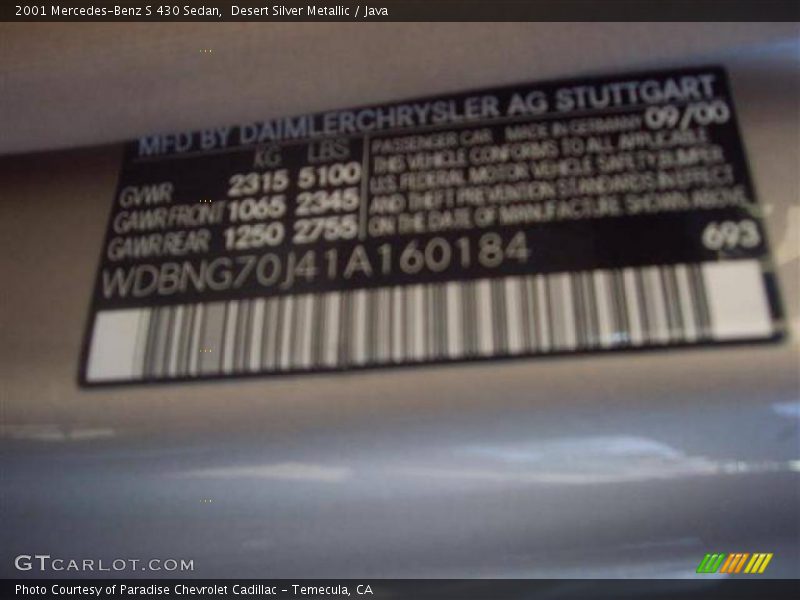 2001 Mercedes-Benz S 430 Sedan,  Desert Silver Metallic / Java
MFD BY DAIMLERCHRYSLER AG STUTTGART
KG LBS
GVWR 2315 5100
GAWR FRONT 1065 2345
GAWR REAR 1250 2755
PASSENGER CAR MADE IN GERMANY 09/00
THIS VEHICLE CONFORMS TO ALL APPLICABLE
U.S. FEDERAL MOTOR VEHICLE SAFETY BUMPER
AND THEFT PREVENTION STANDARDS IN EFFECT
ON THE DATE OF MANUFACTURE SHOWN ABOVE
693
WDBNG70J41A160184
GTCARLOT.COM
Photo Courtesy of Paradise Chevrolet Cadillac - Temecula, CA